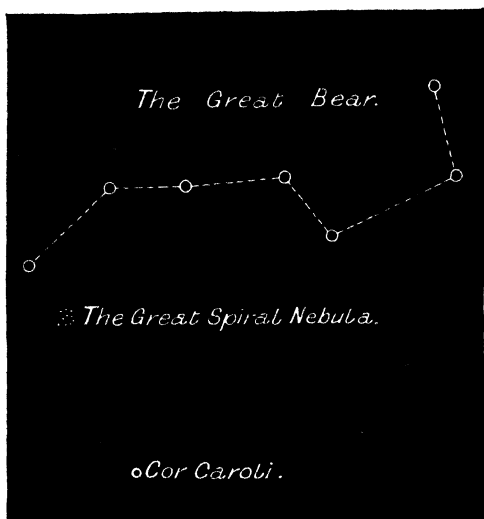 The Great Bear.
The Great Spiral Nebula.
Cor Caroli.